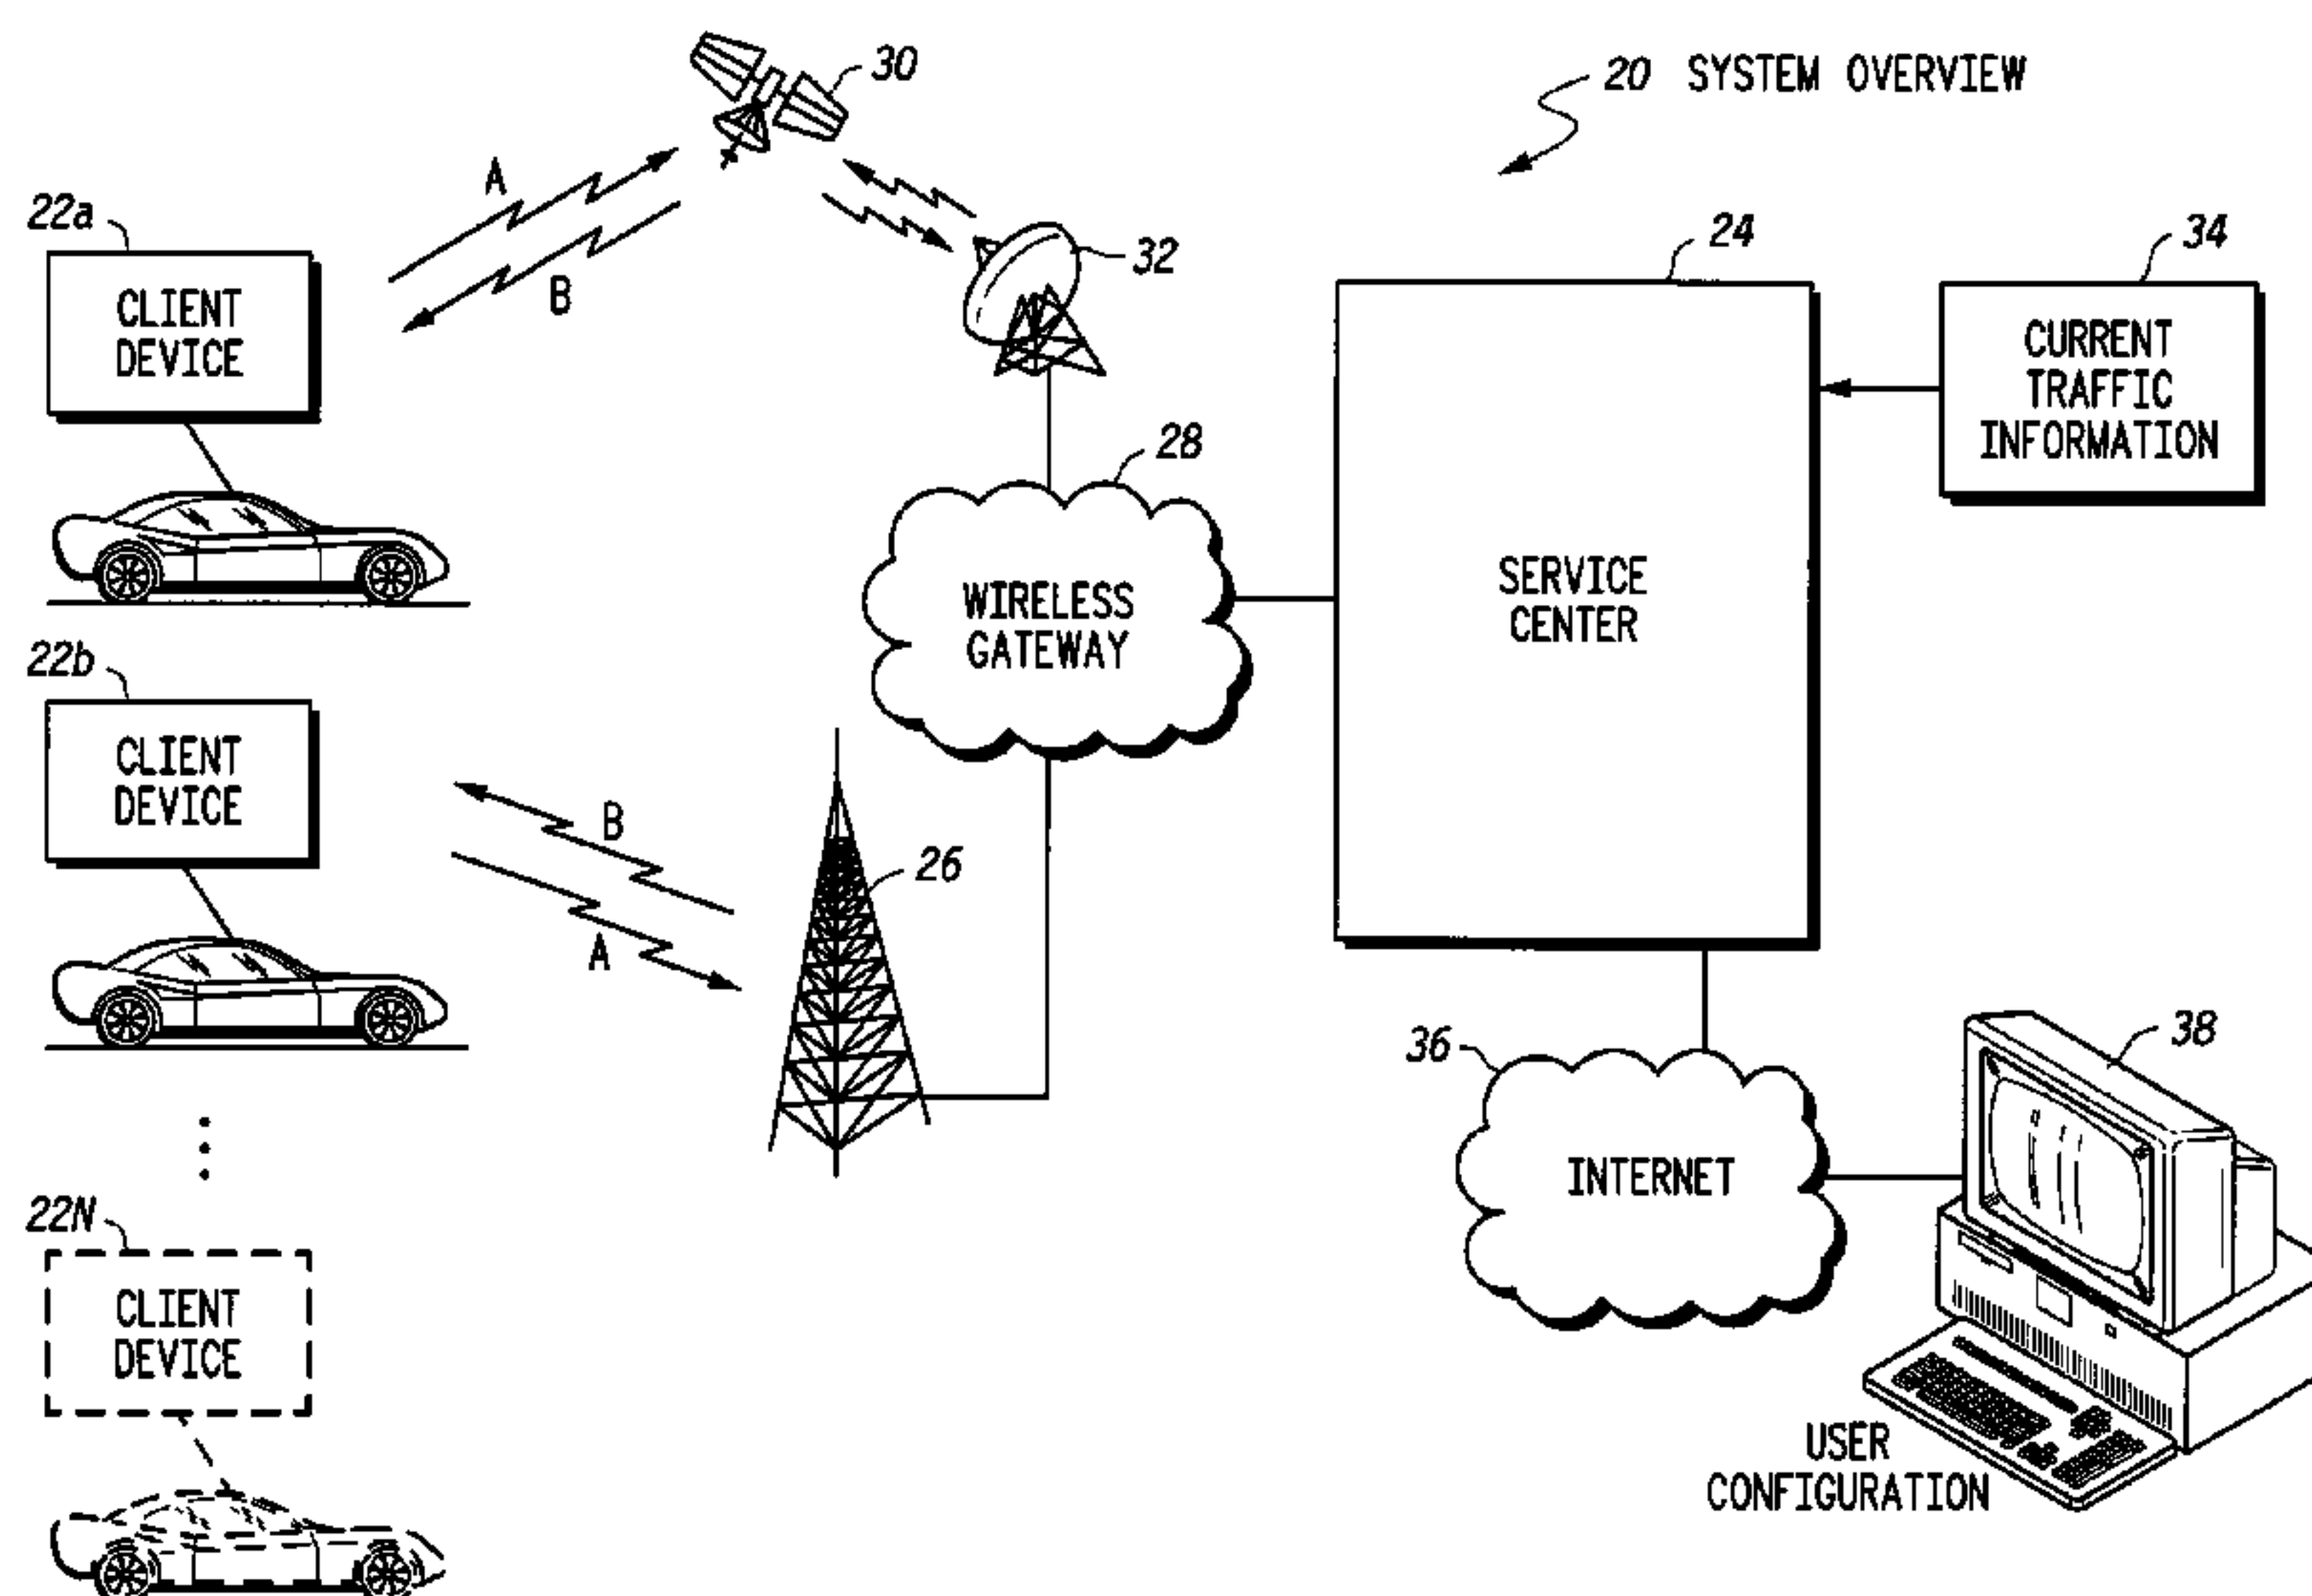 30
20 SYSTEM OVERVIEW
A
B
22a
CLIENT
DEVICE
32
24
34
CURRENT
TRAFFIC
INFORMATION
28
WIRELESS
GATEWAY
SERVICE
CENTER
22b
CLIENT
DEVICE
B
A
26
36
INTERNET
38
22N
CLIENT
DEVICE
USER
CONFIGURATION